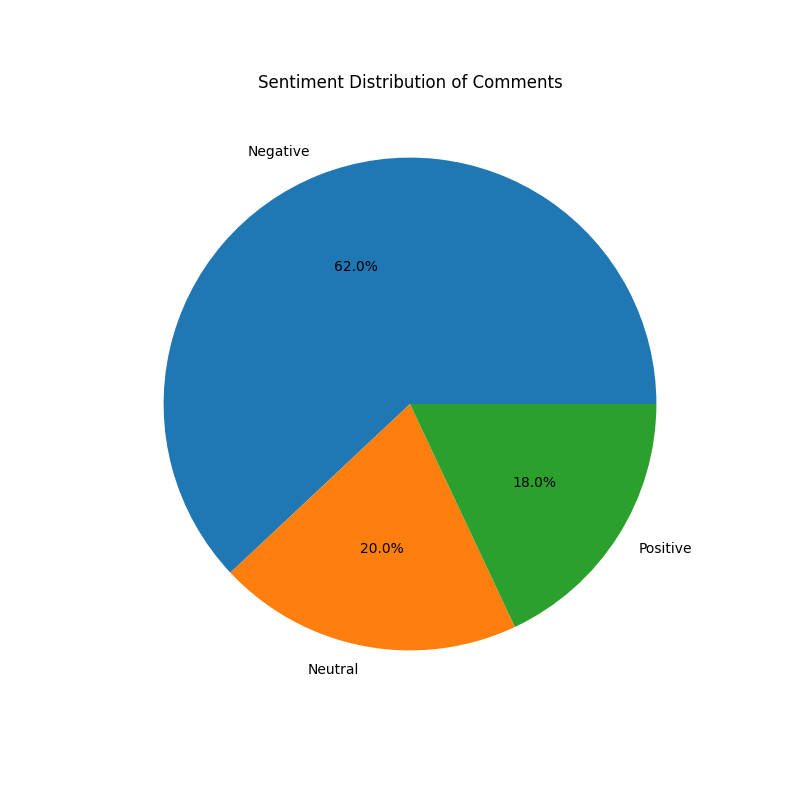 Sentiment Distribution of Comments
Negative
62.0%
18.0%
20.0%
Positive
Neutral